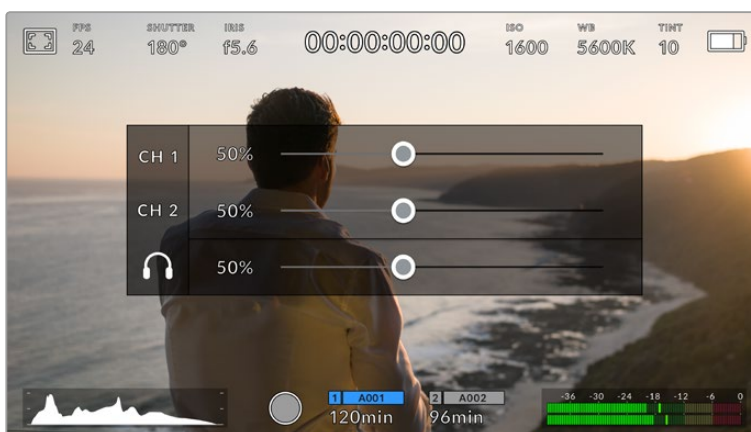 FPS SHUTTER IRIS ISO WB TINT
24 180° f5.6 00:00:00:00 1600 5600K 10
CH 1 50%
CH 2 50%
50%
1 A001 2 A002
120min 96min
-36 -30 -24 -18 -12 -6 0